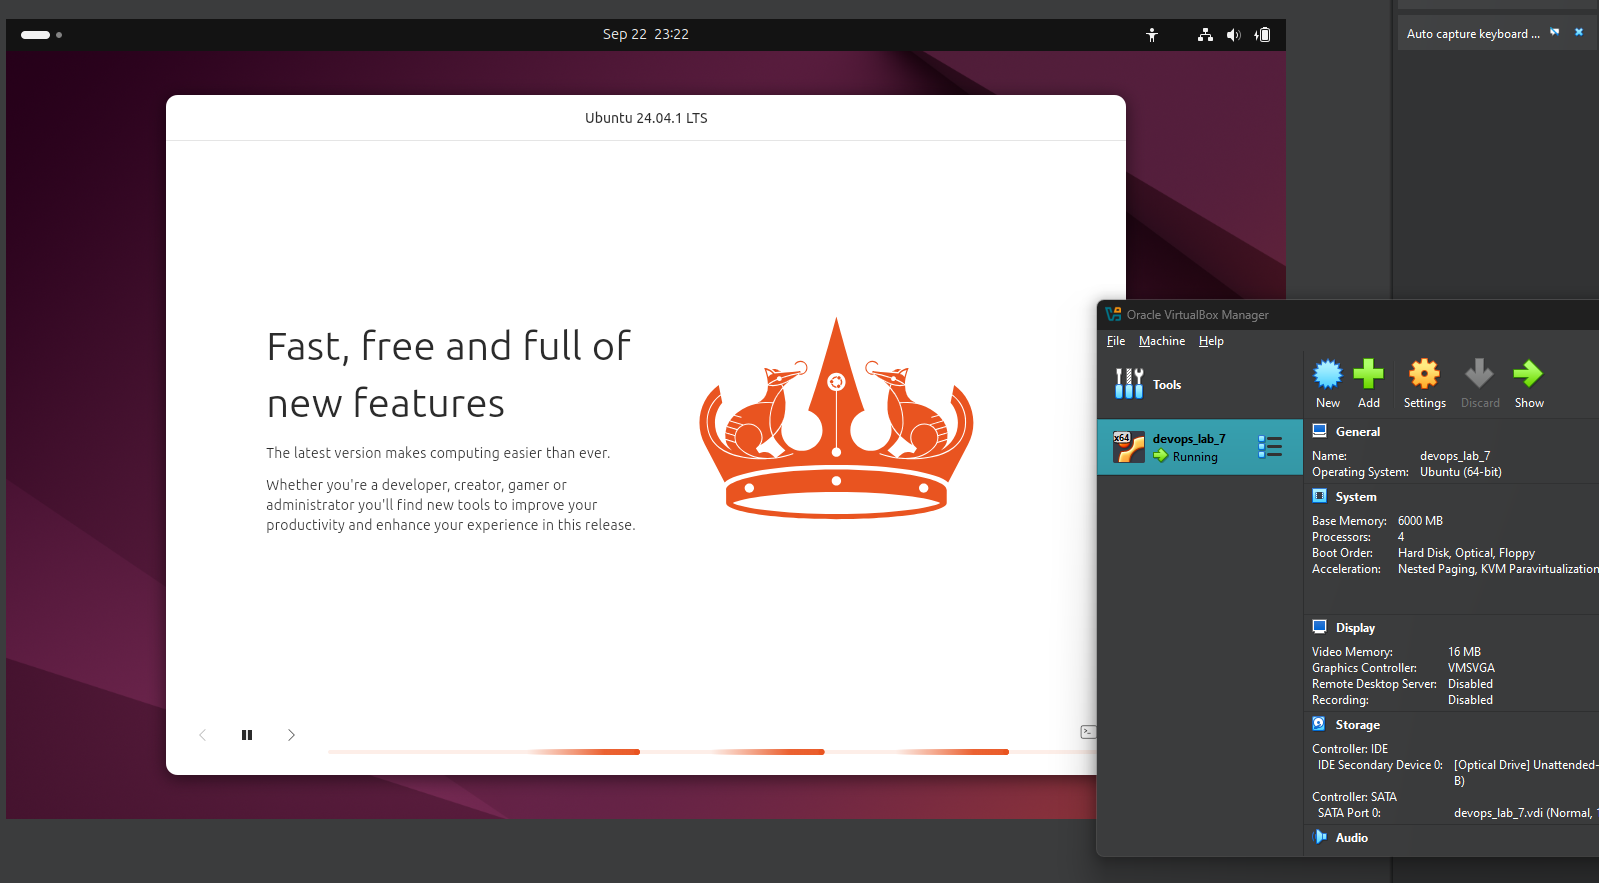 Sep 22 23:22
Auto capture keyboard ...
Ubuntu 24.04.1 LTS
Fast, free and full of
new features
The latest version makes computing easier than ever.
Whether you're a developer, creator, gamer or
administrator you'll find new tools to improve your
productivity and enhance your experience in this release.
Oracle VirtualBox Manager
File Machine Help
Tools
New Add Settings Discard Show
x64
devops_lab_7
Running
General
Name: devops_lab_7
Operating System: Ubuntu (64-bit)
System
Base Memory: 6000 MB
Processors: 4
Boot Order: Hard Disk, Optical, Floppy
Acceleration: Nested Paging, KVM Paravirtualization
Display
Video Memory: 16 MB
Graphics Controller: VMSVGA
Remote Desktop Server: Disabled
Recording: Disabled
Storage
Controller: IDE
IDE Secondary Device 0: [Optical Drive] Unattended-
B)
Controller: SATA
SATA Port 0: devops_lab_7.vdi (Normal,
Audio